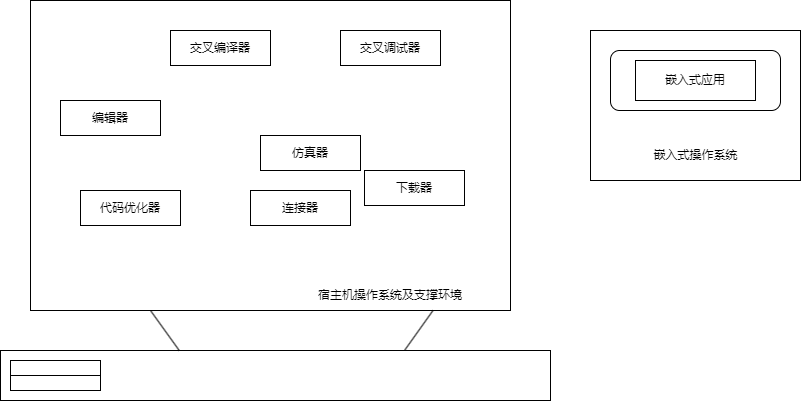 交叉编译器
交叉调试器
嵌入式应用
编辑器
仿真器
嵌入式操作系统
下载器
代码优化器
连接器
宿主机操作系统及支撑环境